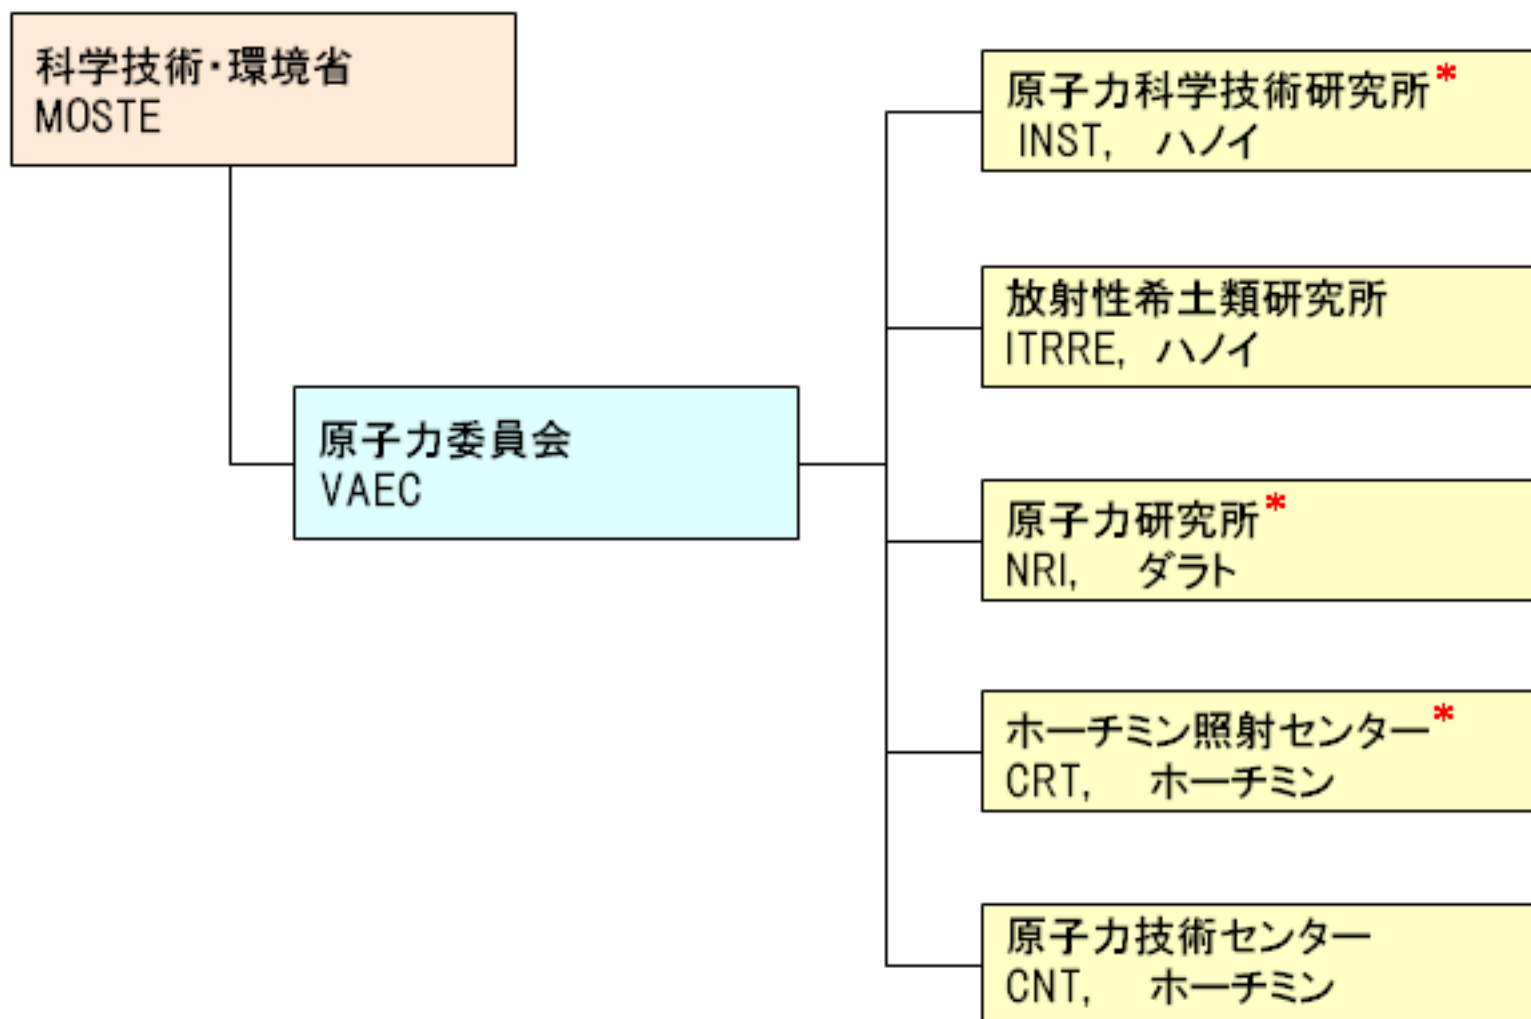 科学技術・環境省
MOSTE
原子力委員会
VAEC
原子力科学技術研究所*
INST, ハノイ
放射性希土類研究所
ITRRE, ハノイ
原子力研究所*
NRI, ダラト
ホーチミン照射センター*
CRT, ホーチミン
原子力技術センター
CNT, ホーチミン